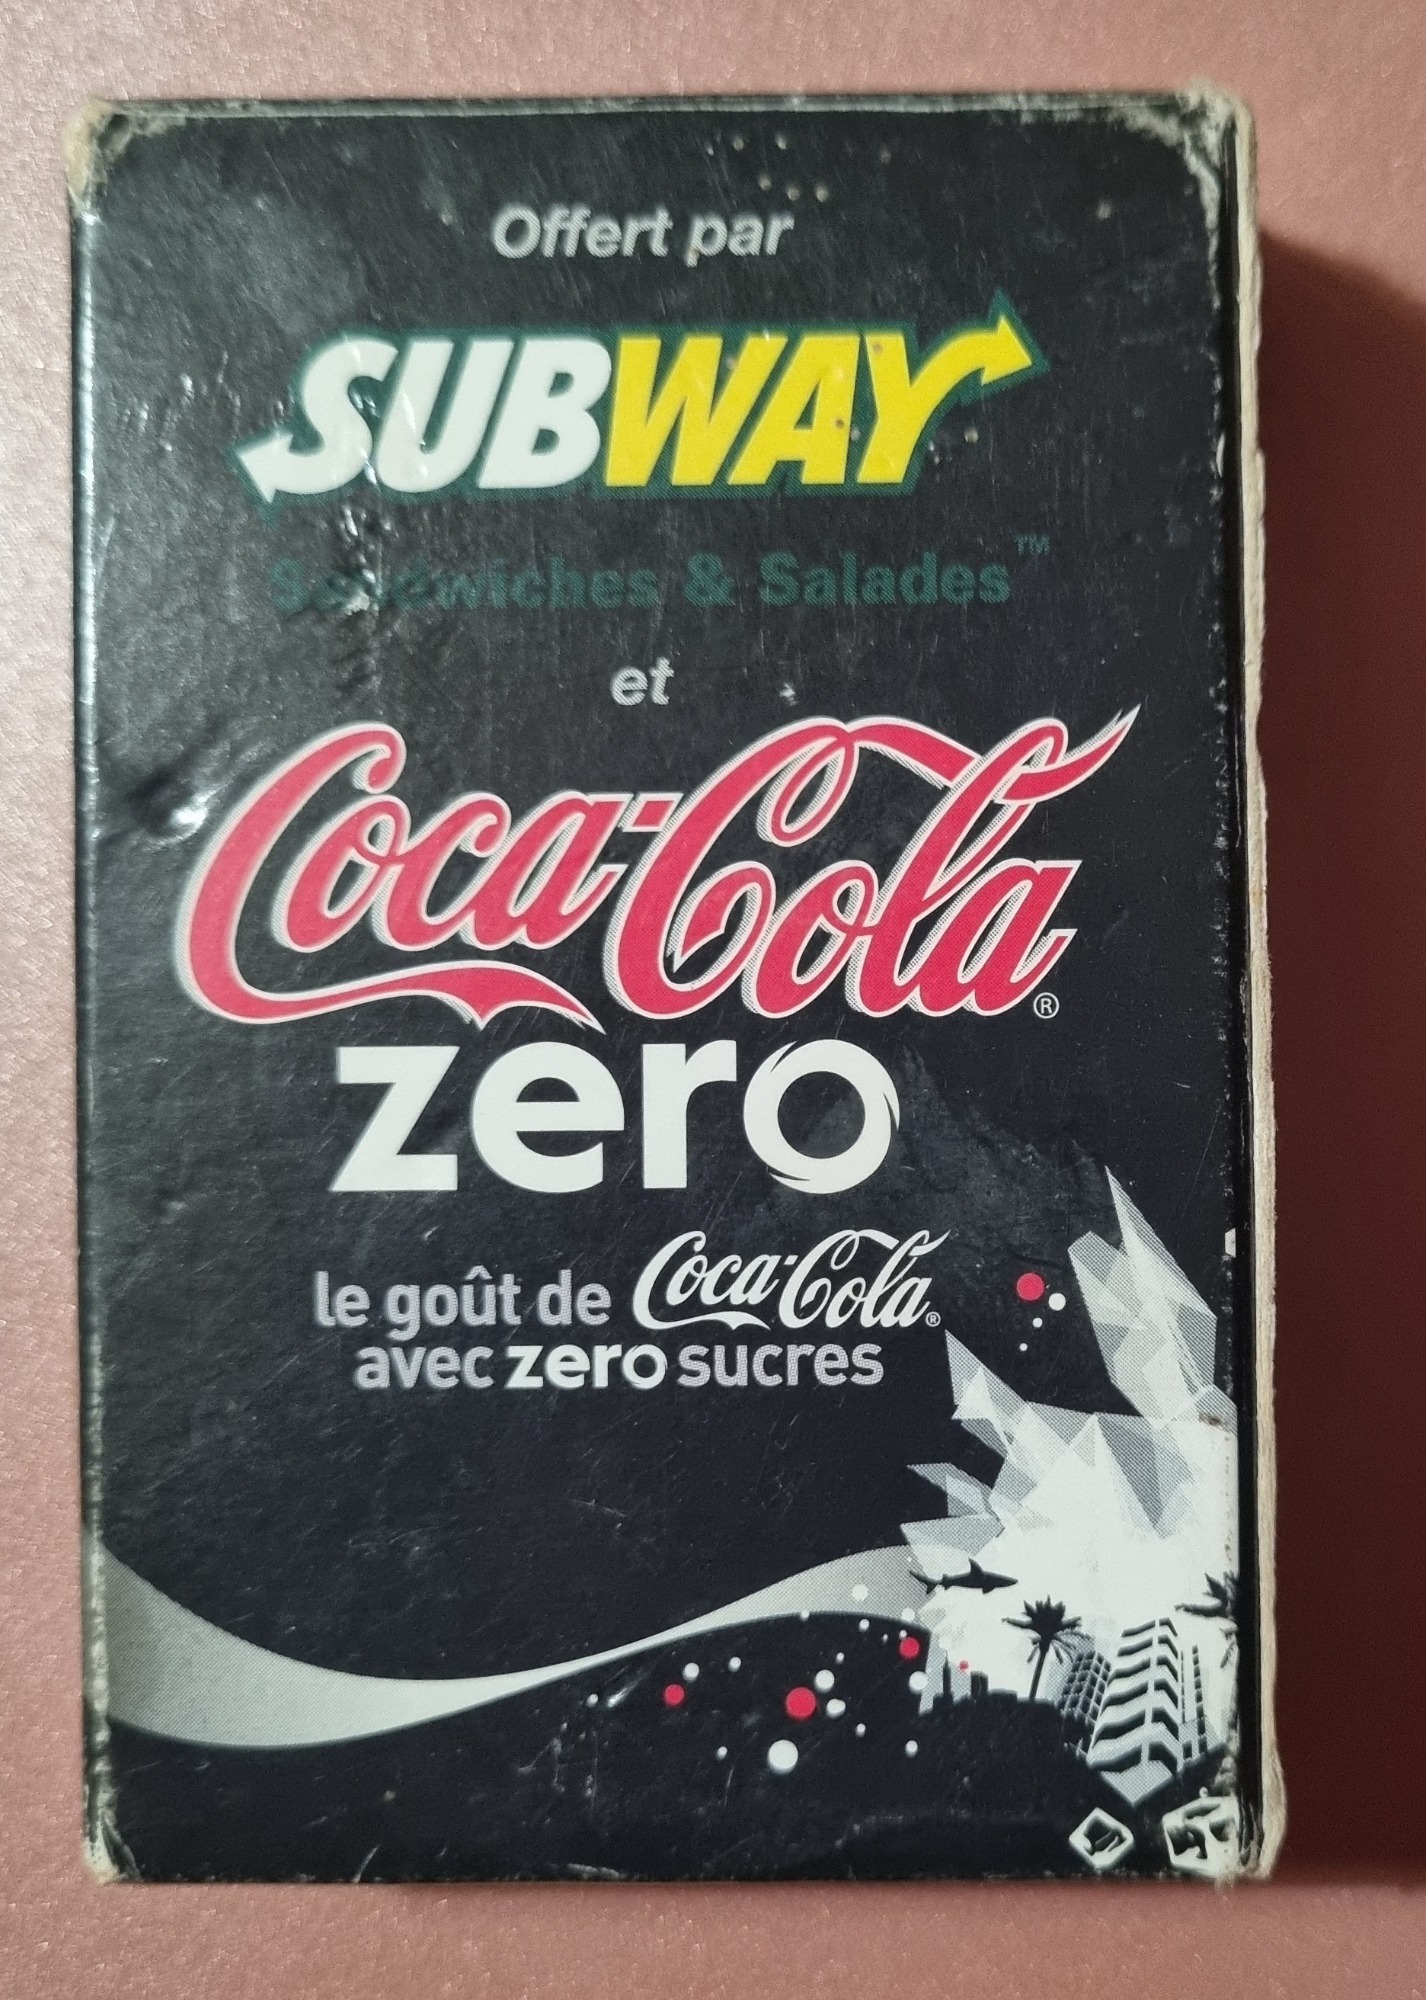 Offert par
SUBWAY
Sandwiches & Salades™
et
Coca-Cola®
zero
le goût de Coca-Cola®
avec zero sucres